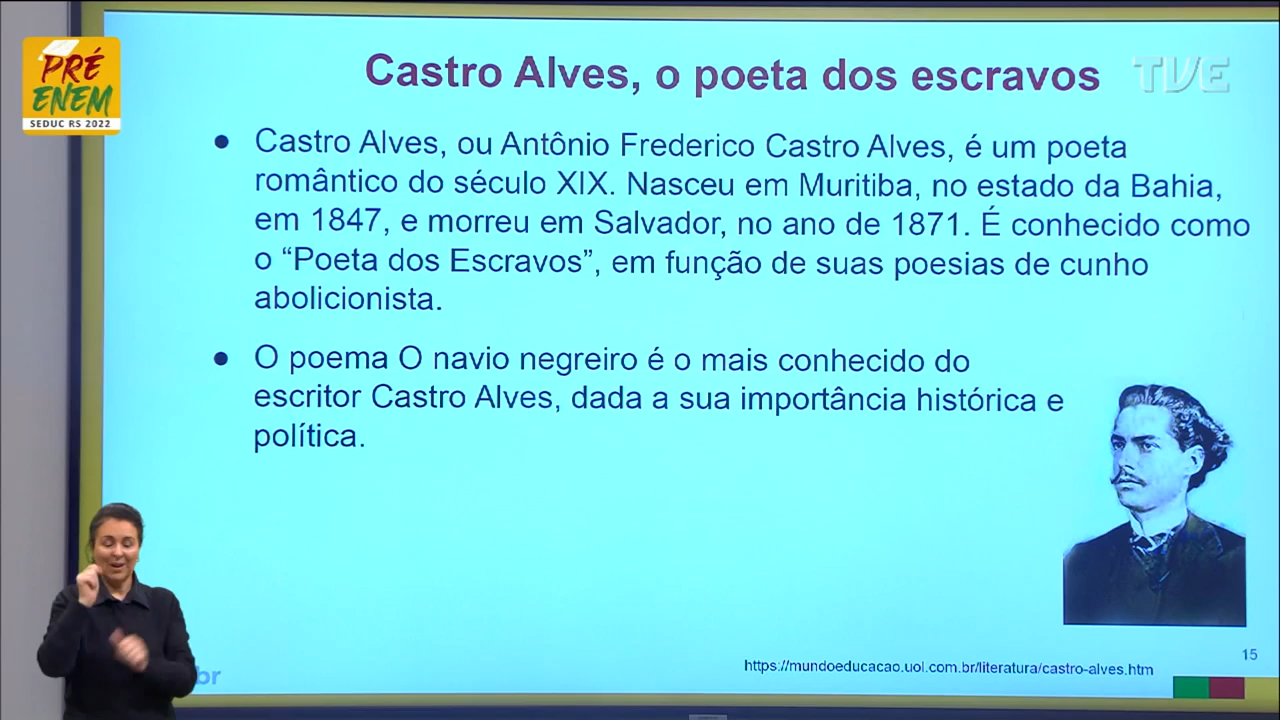 PRÉ
ENEM
SEDUC RS 2022
TVE
Castro Alves, o poeta dos escravos
● Castro Alves, ou Antônio Frederico Castro Alves, é um poeta
romântico do século XIX. Nasceu em Muritiba, no estado da Bahia,
em 1847, e morreu em Salvador, no ano de 1871. É conhecido como
o “Poeta dos Escravos”, em função de suas poesias de cunho
abolicionista.
● O poema O navio negreiro é o mais conhecido do
escritor Castro Alves, dada a sua importância histórica e
política.
br
https://mundoeducacao.uol.com.br/literatura/castro-alves.htm
15